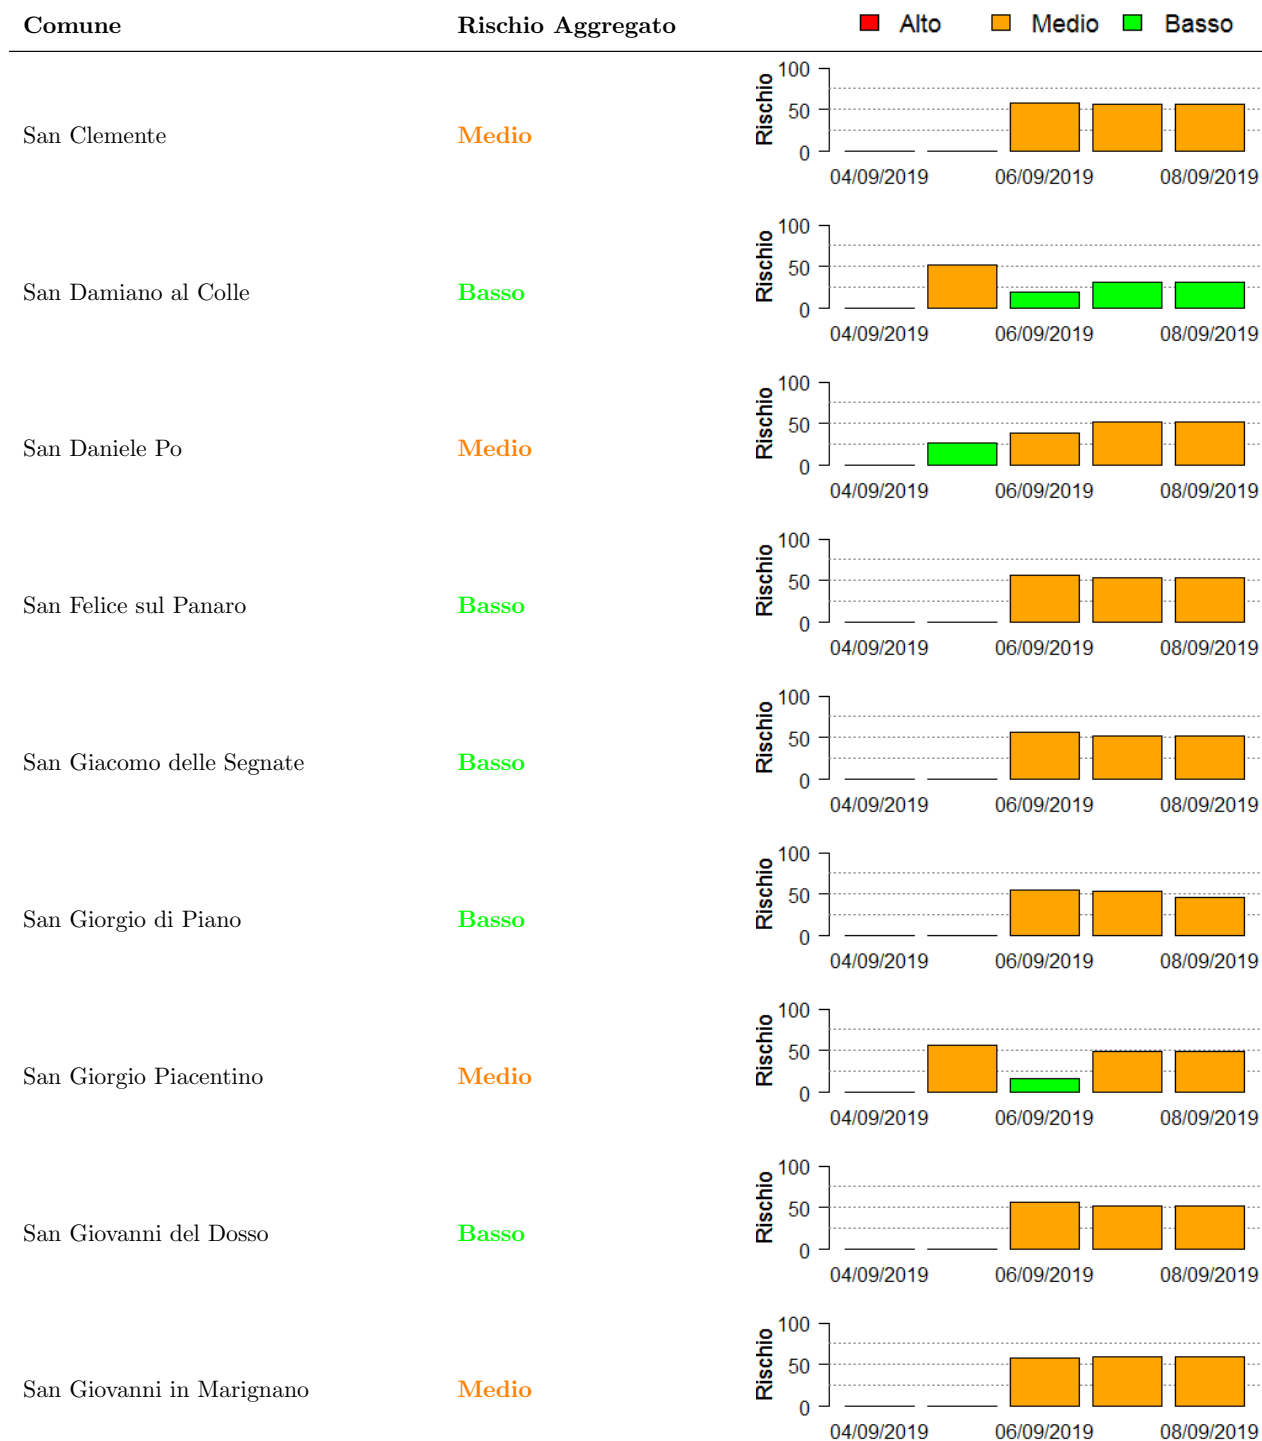 Comune Rischio Aggregato Alto Medio Basso
San Clemente Medio
Rischio
100
50
0
04/09/2019 06/09/2019 08/09/2019
San Damiano al Colle Basso
Rischio
100
50
0
04/09/2019 06/09/2019 08/09/2019
San Daniele Po Medio
Rischio
100
50
0
04/09/2019 06/09/2019 08/09/2019
San Felice sul Panaro Basso
Rischio
100
50
0
04/09/2019 06/09/2019 08/09/2019
San Giacomo delle Segnate Basso
Rischio
100
50
0
04/09/2019 06/09/2019 08/09/2019
San Giorgio di Piano Basso
Rischio
100
50
0
04/09/2019 06/09/2019 08/09/2019
San Giorgio Piacentino Medio
Rischio
100
50
0
04/09/2019 06/09/2019 08/09/2019
San Giovanni del Dosso Basso
Rischio
100
50
0
04/09/2019 06/09/2019 08/09/2019
San Giovanni in Marignano Medio
Rischio
100
50
0
04/09/2019 06/09/2019 08/09/2019